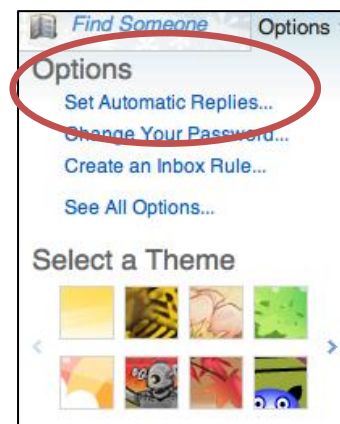 Find Someone Options
Options
Set Automatic Replies...
Change Your Password...
Create an Inbox Rule...
See All Options...
Select a Theme